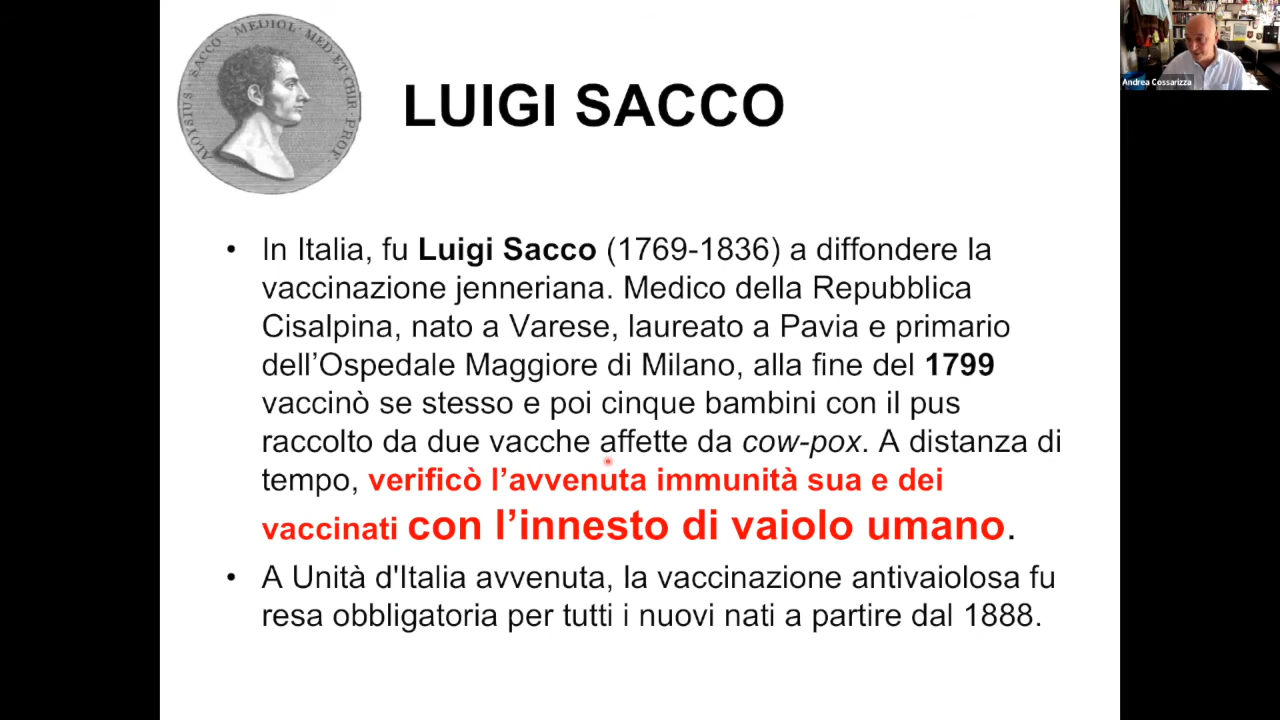 ALOYSIUS · SACCO MEDIOL · MED · ET · CHIR · PROF ·
LUIGI SACCO
Andrea Cossarizza
• In Italia, fu Luigi Sacco (1769-1836) a diffondere la
vaccinazione jenneriana. Medico della Repubblica
Cisalpina, nato a Varese, laureato a Pavia e primario
dell’Ospedale Maggiore di Milano, alla fine del 1799
vaccinò se stesso e poi cinque bambini con il pus
raccolto da due vacche affette da cow-pox. A distanza di
tempo, verificò l’avvenuta immunità sua e dei
vaccinati con l’innesto di vaiolo umano.
• A Unità d'Italia avvenuta, la vaccinazione antivaiolosa fu
resa obbligatoria per tutti i nuovi nati a partire dal 1888.